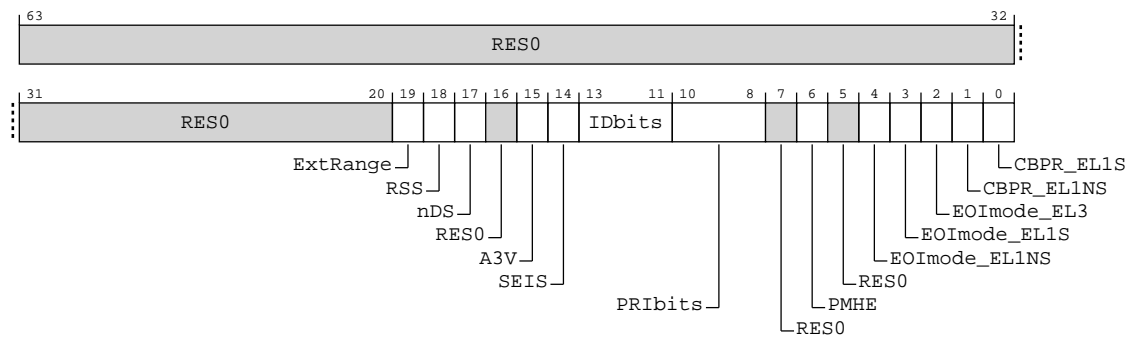 63 32
RES0
31 20 19 18 17 16 15 14 13 11 10 8 7 6 5 4 3 2 1 0
RES0 IDbits
ExtRange CBPR_EL1S
RSS CBPR_EL1NS
nDS EOImode_EL3
RES0 EOImode_EL1S
A3V EOImode_EL1NS
SEIS RES0
PRIbits PMHE
RES0